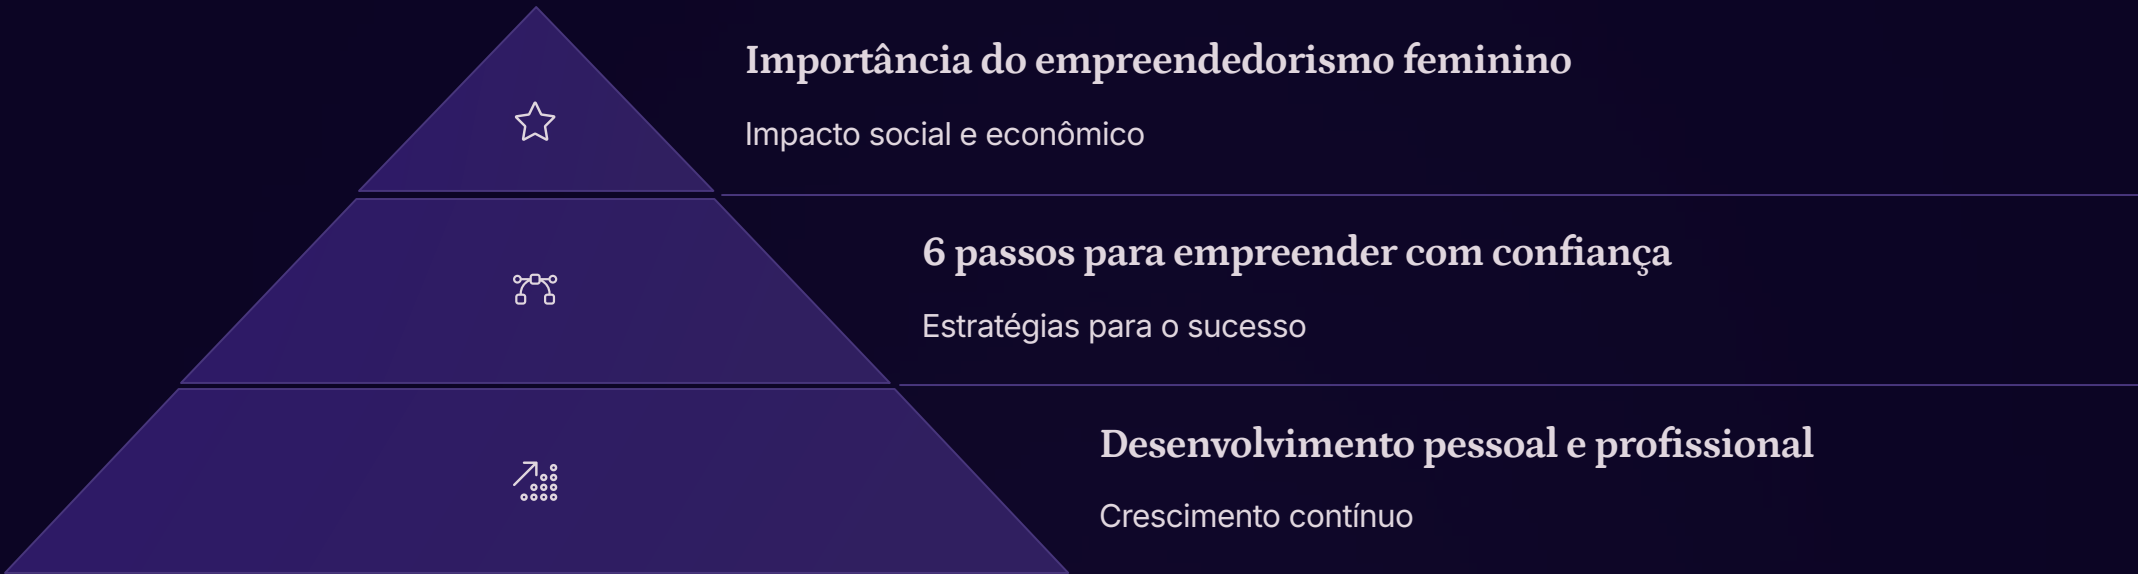 Importância do empreendedorismo feminino
Impacto social e econômico
6 passos para empreender com confiança
Estratégias para o sucesso
Desenvolvimento pessoal e profissional
Crescimento contínuo